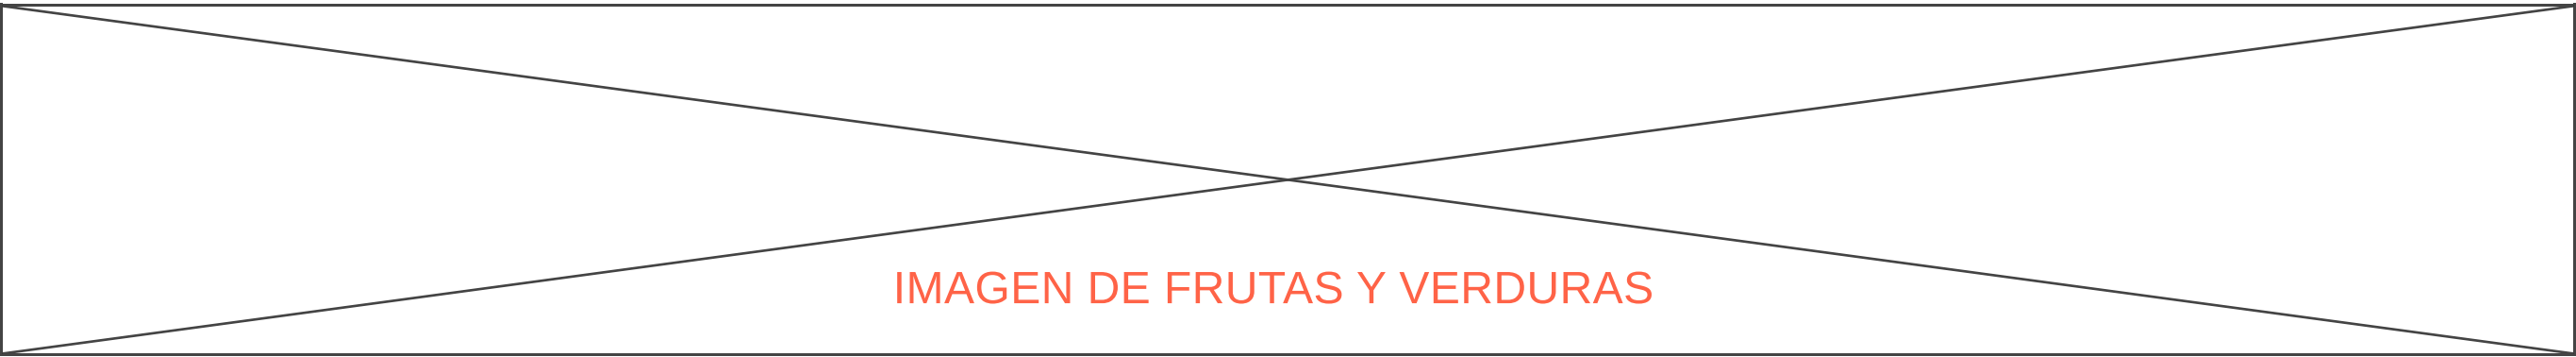 IMAGEN DE FRUTAS Y VERDURAS